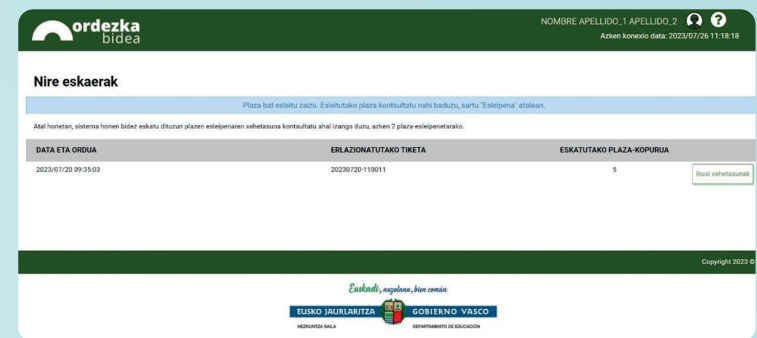 ordezka
bidea
NOMBRE APELLIDO_1 APELLIDO_2
Azken konexio data: 2023/07/26 11:18:18
Nire eskaerak
Plaza bat esleitu zaizu. Esleitutako plaza kontsultatu nahi baduzu, sartu 'Esleipena' atalean.
Atal honetan, sistema honen bidez eskatu dituzun plazen esleipenaren xehetasuna kontsultatu ahal izango duzu, azken 2 plaza esleipenetarako.
DATA ETA ORDUA ERLAZIONATUTAKO TIKETA ESKATUTAKO PLAZA-KOPURUA
2023/07/20 09:35:03 20230720-110011 5 Ikusi xehetasunak
Copyright 2023 ©
Euskadi, auzolana, bien común
EUSKO JAURLARITZA GOBIERNO VASCO
HEZKUNTZA SAILA DEPARTAMENTO DE EDUCACIÓN